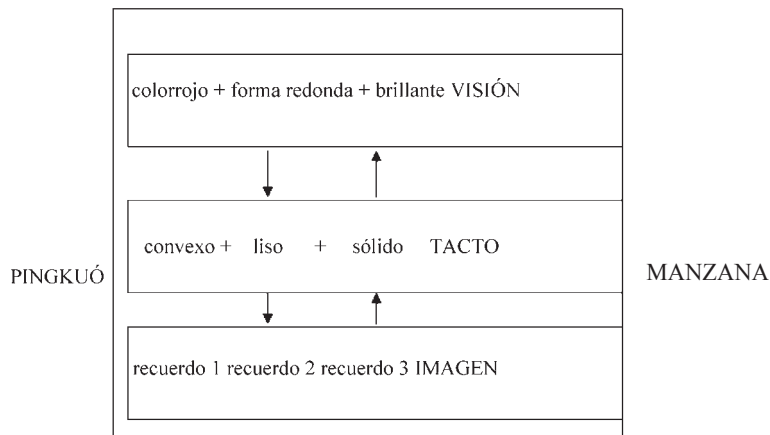 colorrojo + forma redonda + brillante VISIÓN
convexo + liso + sólido TACTO
PINGKUÓ
MANZANA
recuerdo 1 recuerdo 2 recuerdo 3 IMAGEN